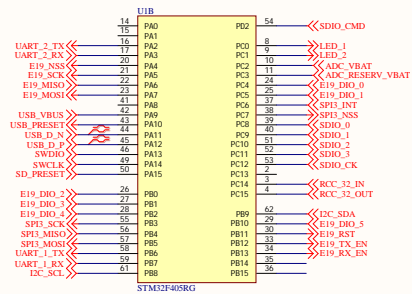 U1B
14 PA0 PD2 54 SDIO_CMD
15 PA1
UART_2_TX 16 PA2 PC0 8 LED_1
UART_2_RX 17 PA3 PC1 9 LED_2
E19_NSS 20 PA4 PC2 10 ADC_VBAT
E19_SCK 21 PA5 PC3 11 ADC_RESERV_VBAT
E19_MISO 22 PA6 PC4 24 E19_DIO_0
E19_MOSI 23 PA7 PC5 25 E19_DIO_1
41 PA8 PC6 37 SPI3_INT
USB_VBUS 42 PA9 PC7 38 SPI3_NSS
USB_PRESET 43 PA10 PC8 39 SDIO_0
USB_D_N 44 PA11 PC9 40 SDIO_1
USB_D_P 45 PA12 PC10 51 SDIO_2
SWDIO 46 PA13 PC11 52 SDIO_3
SWCLK 49 PA14 PC12 53 SDIO_CK
SD_PRESET 50 PA15 PC13 2
PC14 3 RCC_32_IN
E19_DIO_2 26 PB0 PC15 4 RCC_32_OUT
E19_DIO_3 27 PB1
E19_DIO_4 28 PB2 PB9 62 I2C_SDA
SPI3_SCK 55 PB3 PB10 29 E19_DIO_5
SPI3_MISO 56 PB4 PB11 30 E19_RST
SPI3_MOSI 57 PB5 PB12 33 E19_TX_EN
UART_1_TX 58 PB6 PB13 34 E19_RX_EN
UART_1_RX 59 PB7 PB14 35
I2C_SCL 61 PB8 PB15 36
STM32F405RG